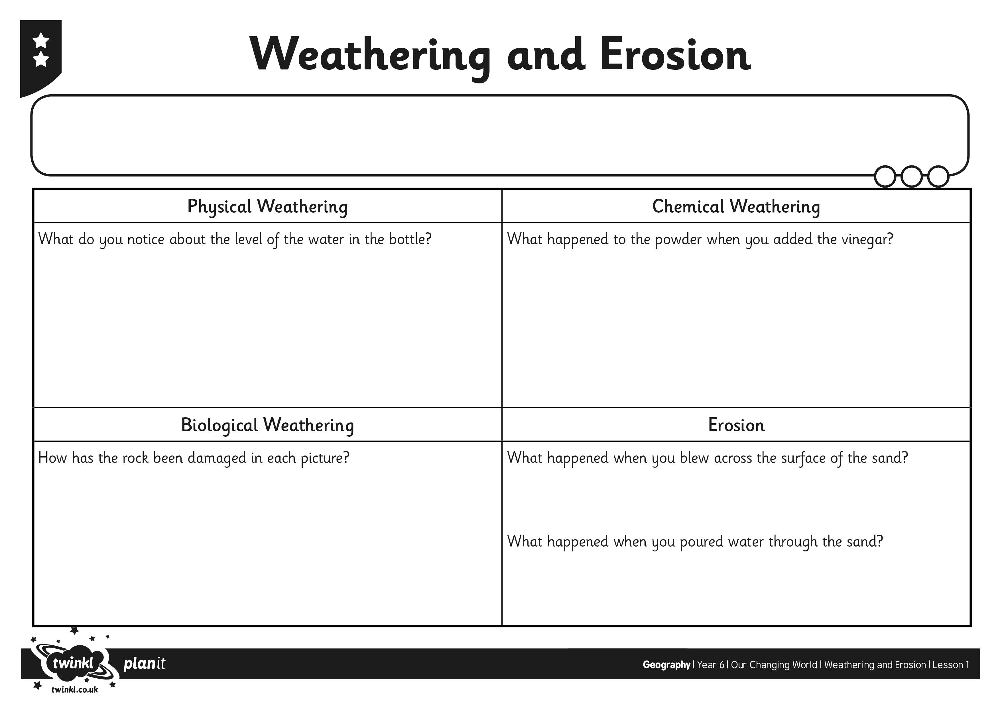 Weathering and Erosion
Physical Weathering
Chemical Weathering
What do you notice about the level of the water in the bottle?
What happened to the powder when you added the vinegar?
Biological Weathering
Erosion
How has the rock been damaged in each picture?
What happened when you blew across the surface of the sand?
What happened when you poured water through the sand?
twinkl
planit
twinkl.co.uk
Geography | Year 6 | Our Changing World | Weathering and Erosion | Lesson 1